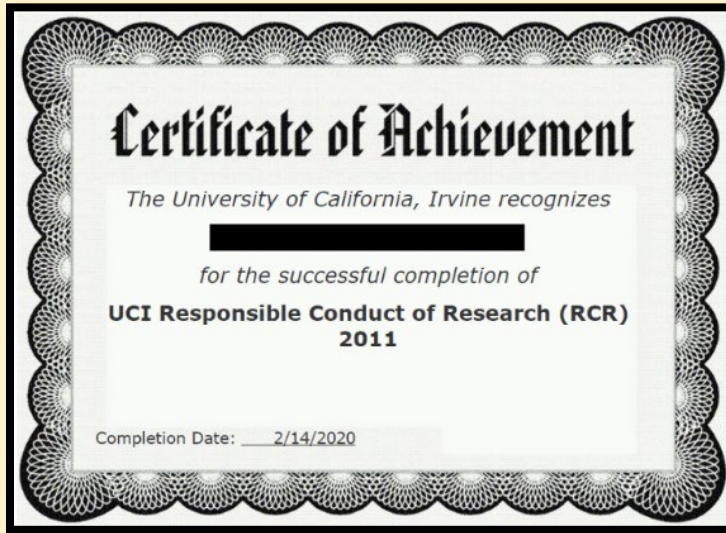 Certificate of Achievement
The University of California, Irvine recognizes
for the successful completion of
UCI Responsible Conduct of Research (RCR)
2011
Completion Date: 2/14/2020